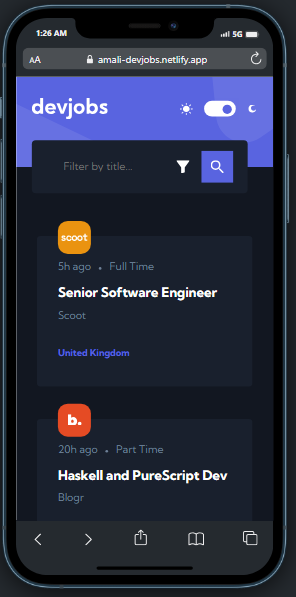 1:26 AM
5G
AA
amali-devjobs.netlify.app
devjobs
Filter by title...
scoot
5h ago • Full Time
Senior Software Engineer
Scoot
United Kingdom
b.
20h ago • Part Time
Haskell and PureScript Dev
Blogr